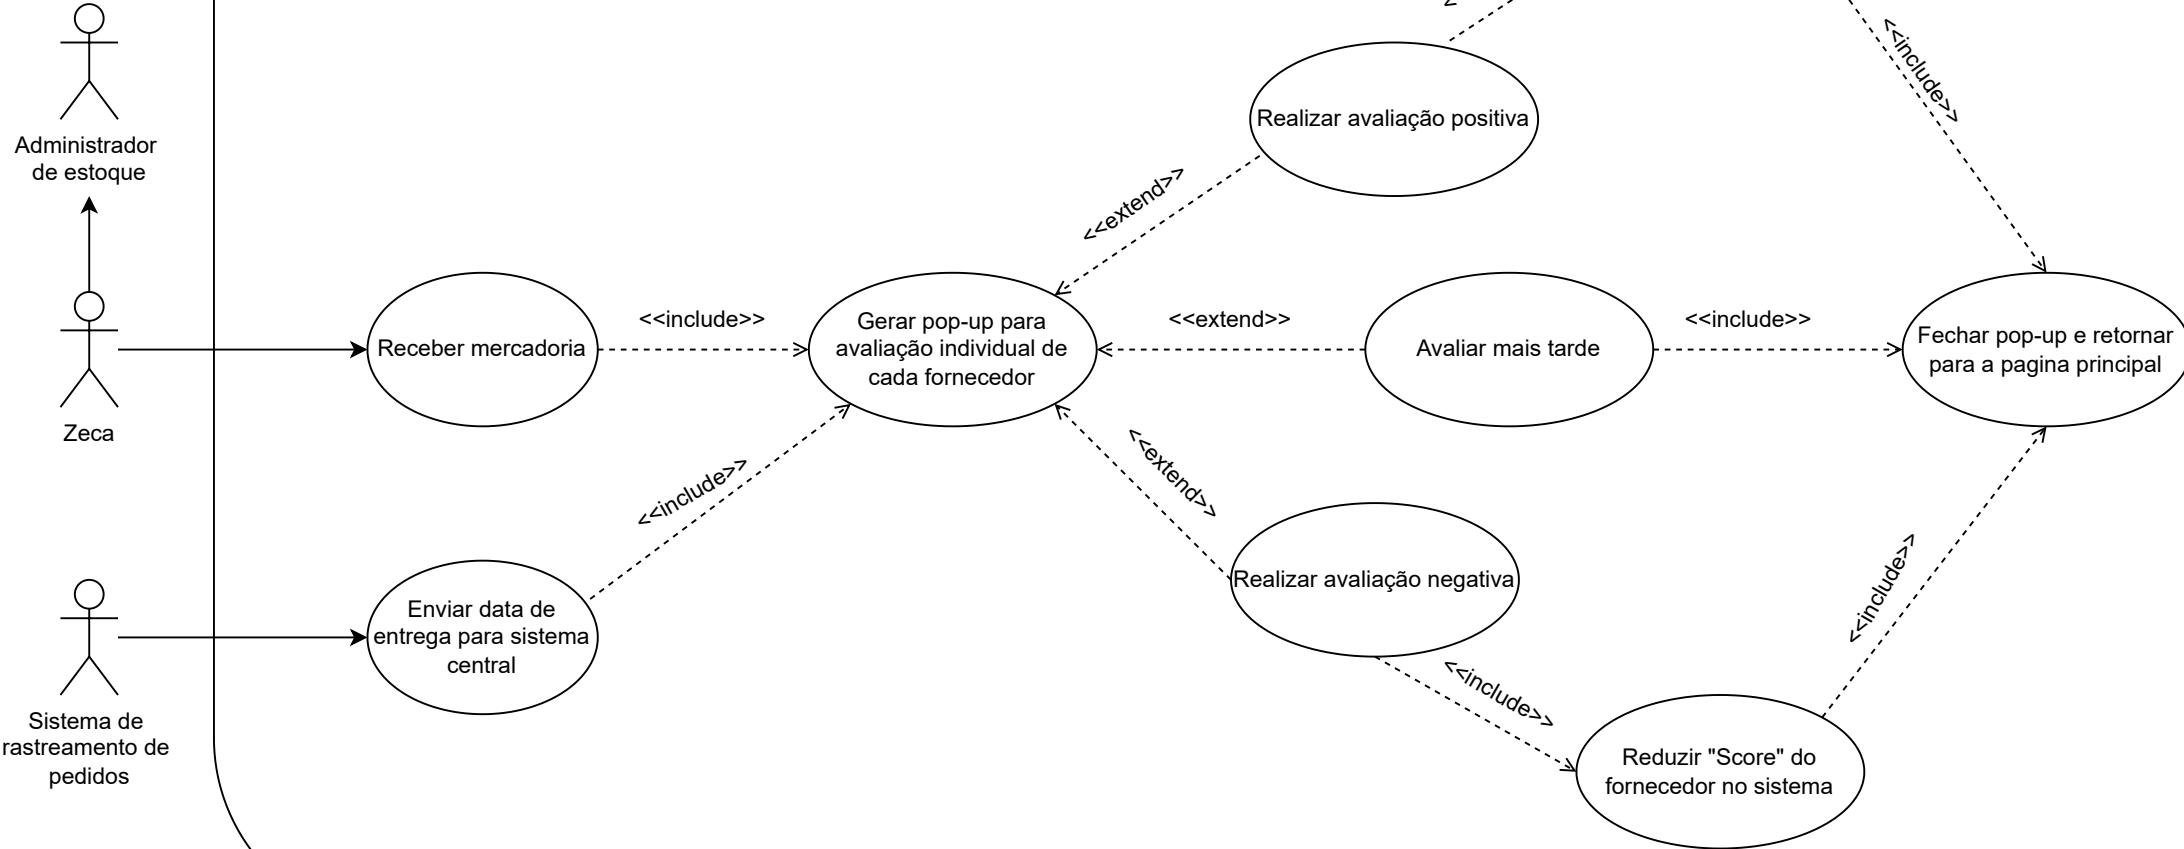 <<include>>
Realizar avaliação positiva
Administrador
de estoque
<<extend>>
<<include>>
<<extend>>
<<include>>
Receber mercadoria
Gerar pop-up para
avaliação individual de
cada fornecedor
Avaliar mais tarde
Fechar pop-up e retornar
para a pagina principal
Zeca
<<include>>
<<extend>>
Realizar avaliação negativa
<<include>>
Enviar data de
entrega para sistema
central
<<include>>
Sistema de
rastreamento de
pedidos
Reduzir "Score" do
fornecedor no sistema